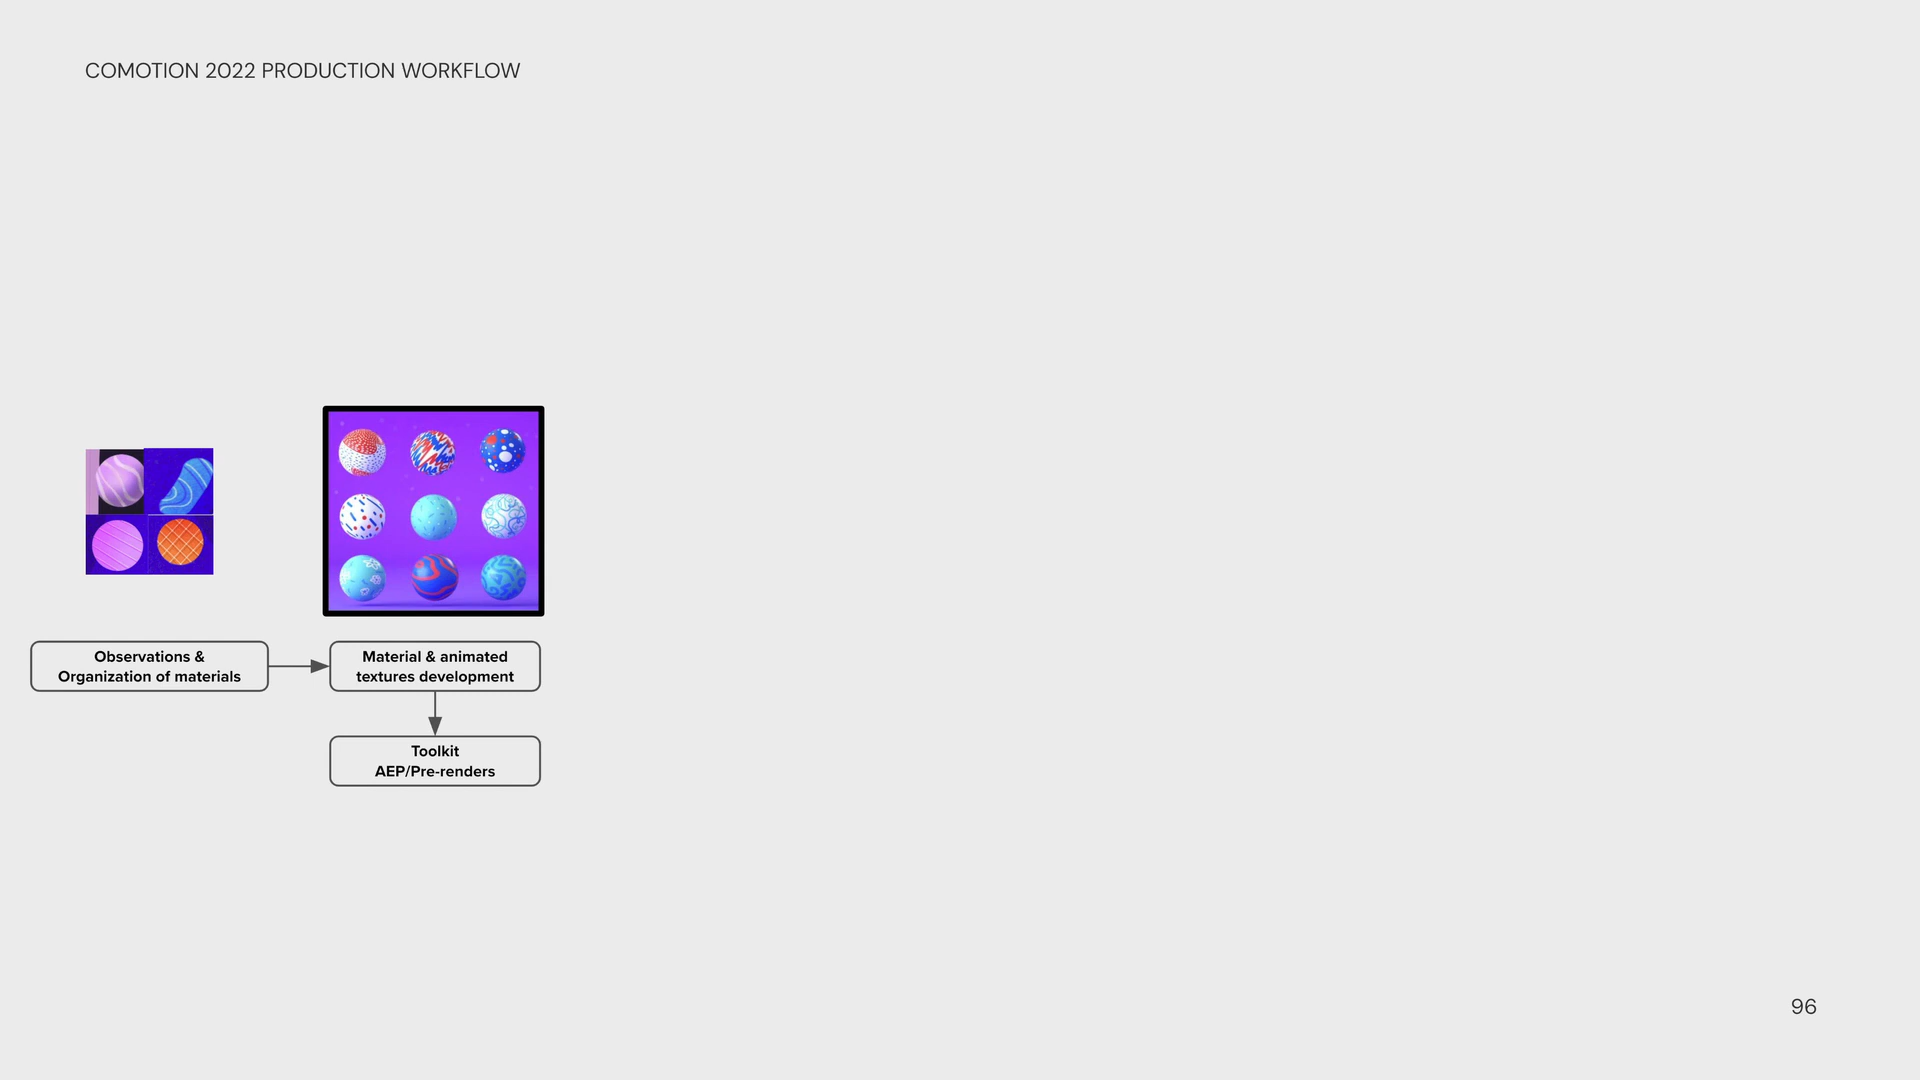 COMOTION 2022 PRODUCTION WORKFLOW
Observations &
Organization of materials
Material & animated
textures development
Toolkit
AEP/Pre-renders
96